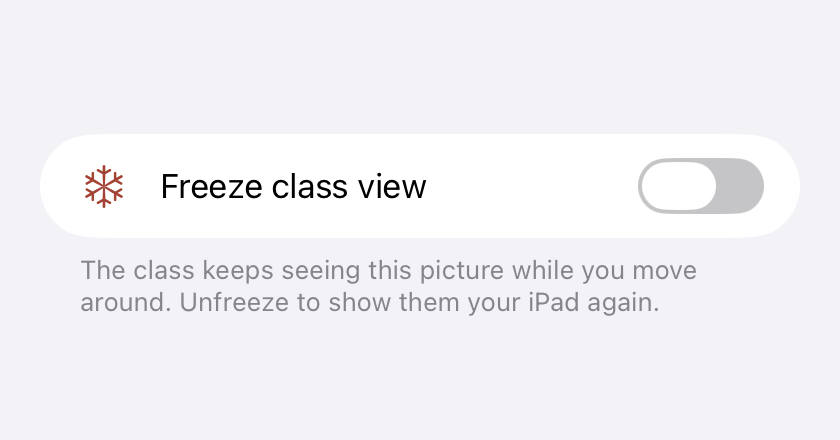 Freeze class view
The class keeps seeing this picture while you move
around. Unfreeze to show them your iPad again.